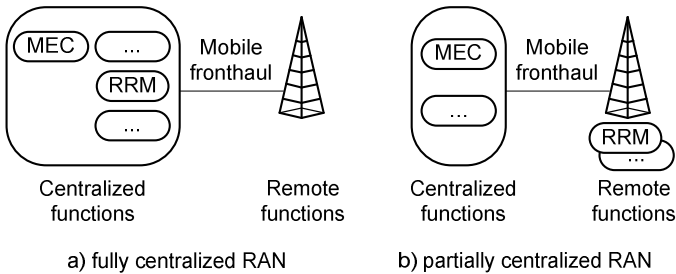 MEC
...
RRM
...
Mobile
fronthaul
Centralized
functions
Remote
functions
a) fully centralized RAN
MEC
...
Mobile
fronthaul
RRM
...
Centralized
functions
Remote
functions
b) partially centralized RAN